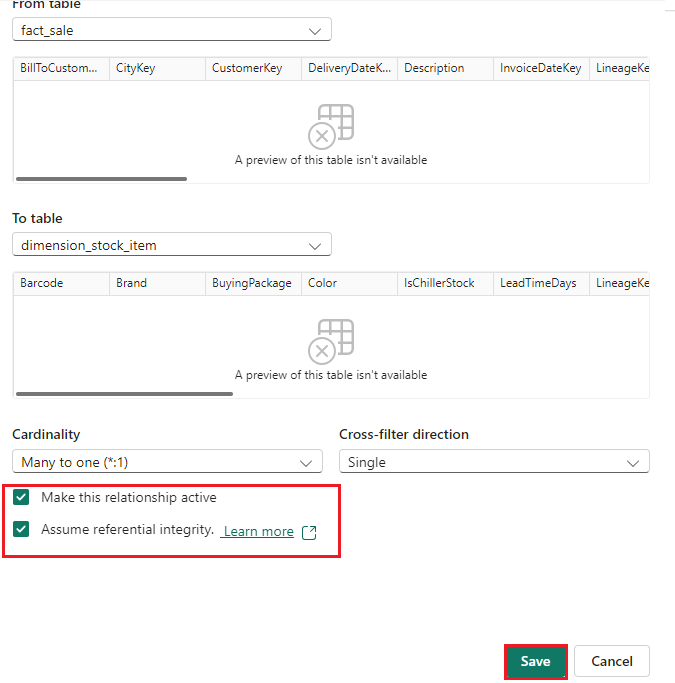 From table
fact_sale
BillToCustom... CityKey CustomerKey DeliveryDateK... Description InvoiceDateKey LineageKe
A preview of this table isn't available
To table
dimension_stock_item
Barcode Brand BuyingPackage Color IsChillerStock LeadTimeDays LineageKe
A preview of this table isn't available
Cardinality Cross-filter direction
Many to one (*:1) Single
Make this relationship active
Assume referential integrity. Learn more
Save Cancel